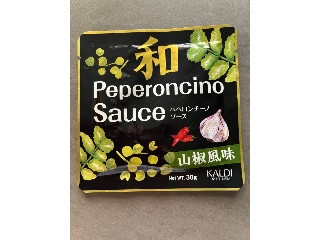 和
Peperoncino
Sauce
ペペロンチーノ
ソース
山椒風味
NET WT. 30g
KALDI